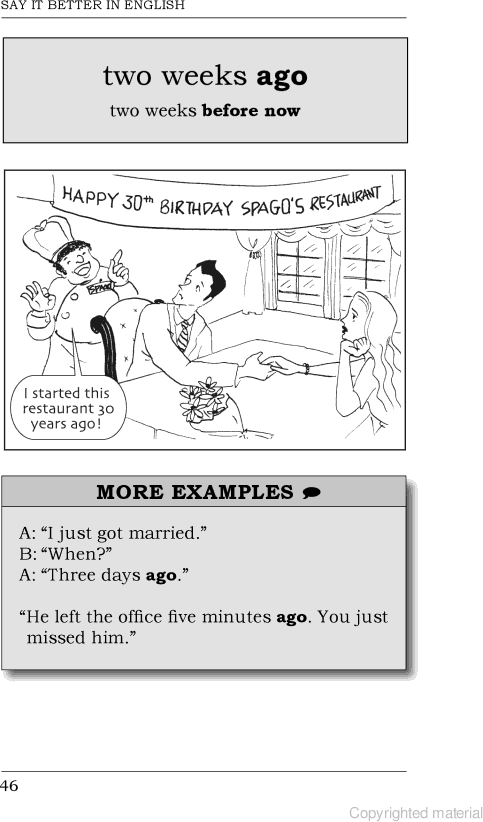 SAY IT BETTER IN ENGLISH
two weeks ago
two weeks before now
HAPPY 30th BIRTHDAY SPAGO'S RESTAURANT
SPAGO
I started this
restaurant 30
years ago!
MORE EXAMPLES
A: “I just got married.”
B: “When?”
A: “Three days ago.”
“He left the office five minutes ago. You just
missed him.”
46
Copyrighted material